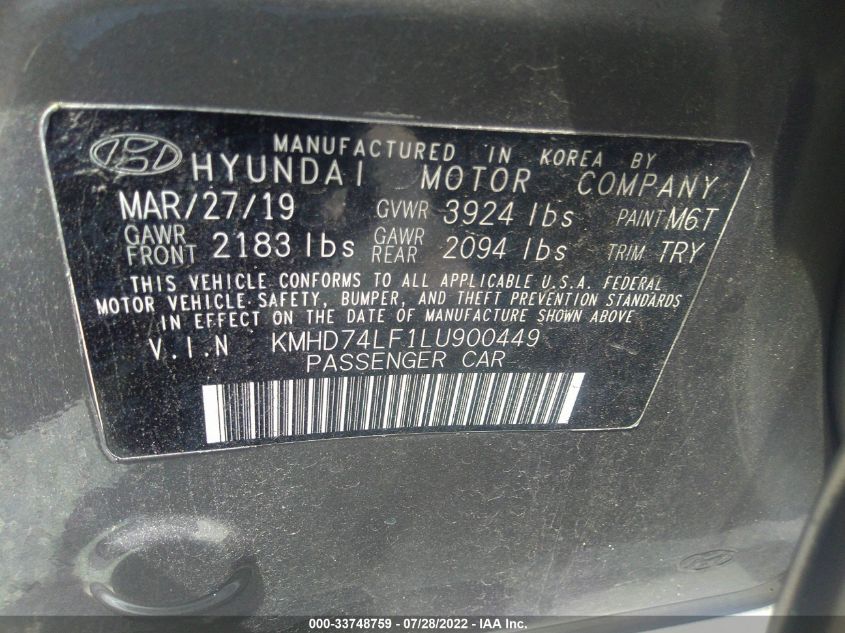 MANUFACTURED IN KOREA BY
HYUNDAI MOTOR COMPANY
MAR/27/19 GVWR 3924 lbs PAINT M6T
GAWR FRONT 2183 lbs GAWR REAR 2094 lbs TRIM TRY
THIS VEHICLE CONFORMS TO ALL APPLICABLE U.S.A. FEDERAL
MOTOR VEHICLE SAFETY, BUMPER, AND THEFT PREVENTION STANDARDS
IN EFFECT ON THE DATE OF MANUFACTURE SHOWN ABOVE
V.I.N KMHD74LF1LU900449
PASSENGER CAR
000-33748759 - 07/28/2022 - IAA Inc.